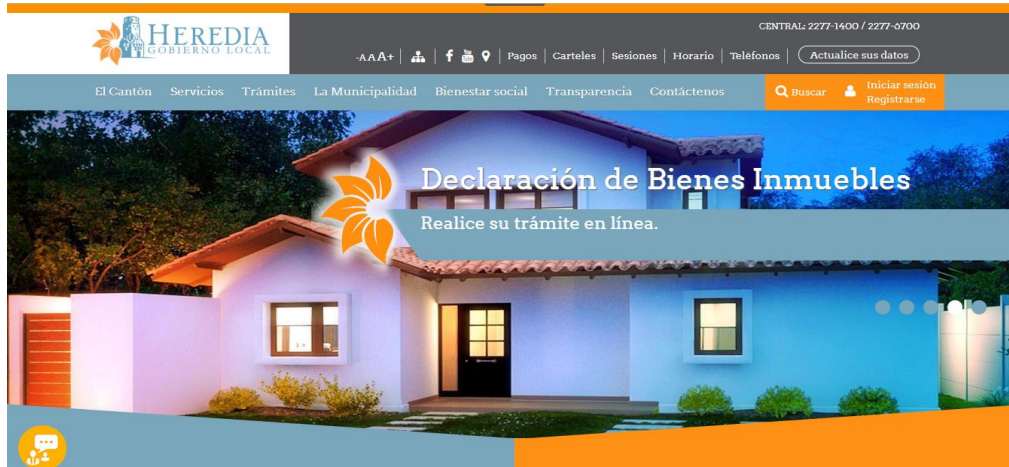 HEREDIA
GOBIERNO LOCAL
CENTRAL: 2277-1400 / 2277-6700
-A A A+ | f You Tube | Pagos | Carteles | Sesiones | Horario | Teléfonos | Actualice sus datos
El Cantón Servicios Trámites La Municipalidad Bienestar social Transparencia Contáctenos Buscar Iniciar sesión
Registrarse
Declaración de Bienes Inmuebles
Realice su trámite en línea.